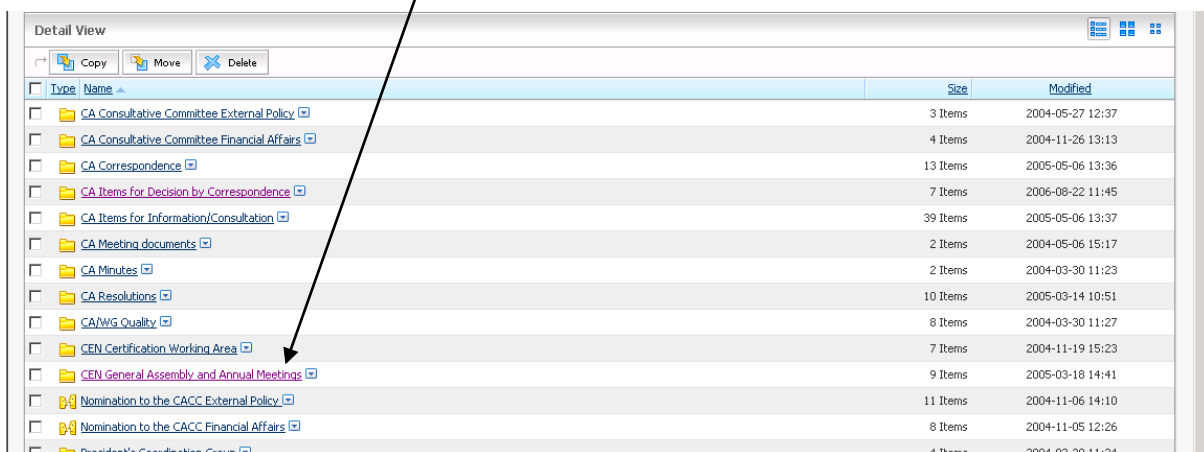 Detail View
Copy Move Delete
Type Name Size Modified
CA Consultative Committee External Policy 3 Items 2004-05-27 12:37
CA Consultative Committee Financial Affairs 4 Items 2004-11-26 13:13
CA Correspondence 13 Items 2005-05-06 13:36
CA Items for Decision by Correspondence 7 Items 2006-08-22 11:45
CA Items for Information/Consultation 39 Items 2005-05-06 13:37
CA Meeting documents 2 Items 2004-05-06 15:17
CA Minutes 2 Items 2004-03-30 11:23
CA Resolutions 10 Items 2005-03-14 10:51
CA/WG Quality 8 Items 2004-03-30 11:27
CEN Certification Working Area 7 Items 2004-11-19 15:23
CEN General Assembly and Annual Meetings 9 Items 2005-03-18 14:41
Nomination to the CACC External Policy 11 Items 2004-11-06 14:10
Nomination to the CACC Financial Affairs 8 Items 2004-11-05 12:26
President's Coordination Group 4 Items